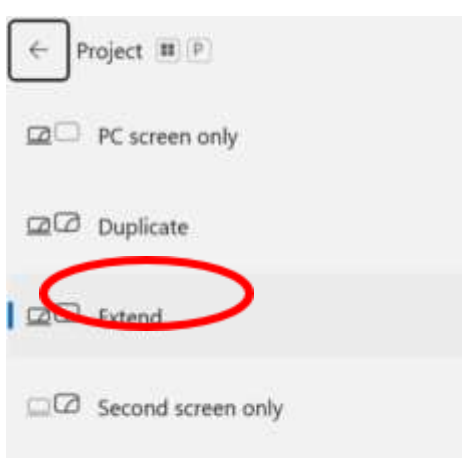 Project P
PC screen only
Duplicate
Extend
Second screen only